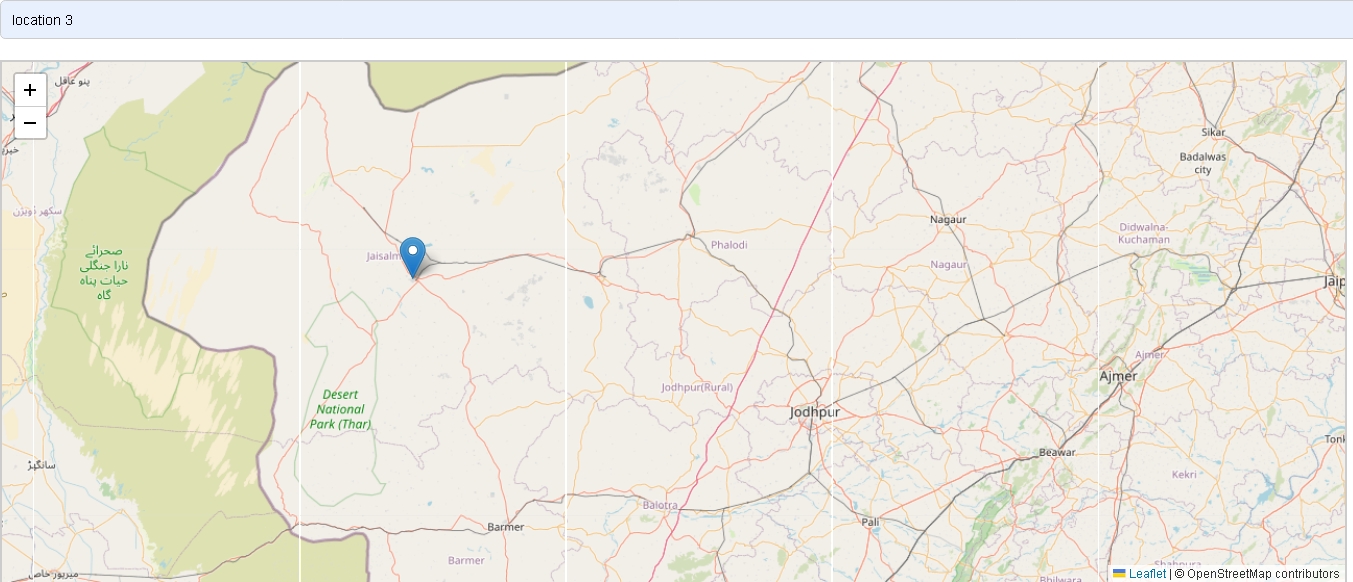 location 3
+
−
پنو عاقل
سکھر ڈویژن
صحرائے
نارا جنگلی
حیات پناہ
گاہ
سانگہڑ
میرپور خاص
Sikar
Badalwas
city
Nagaur
Didwalna-
Kuchaman
Jaisalm
Phalodi
Nagaur
Jaip
Ajmer
Ajmer
Desert
National
Park (Thar)
Jodhpur(Rural)
Jodhpur
Beawar
Tonk
Kekri
Balotra
Barmer
Pali
Barmer
Bhilwara
Shahpura
Leaflet | © OpenStreetMap contributors